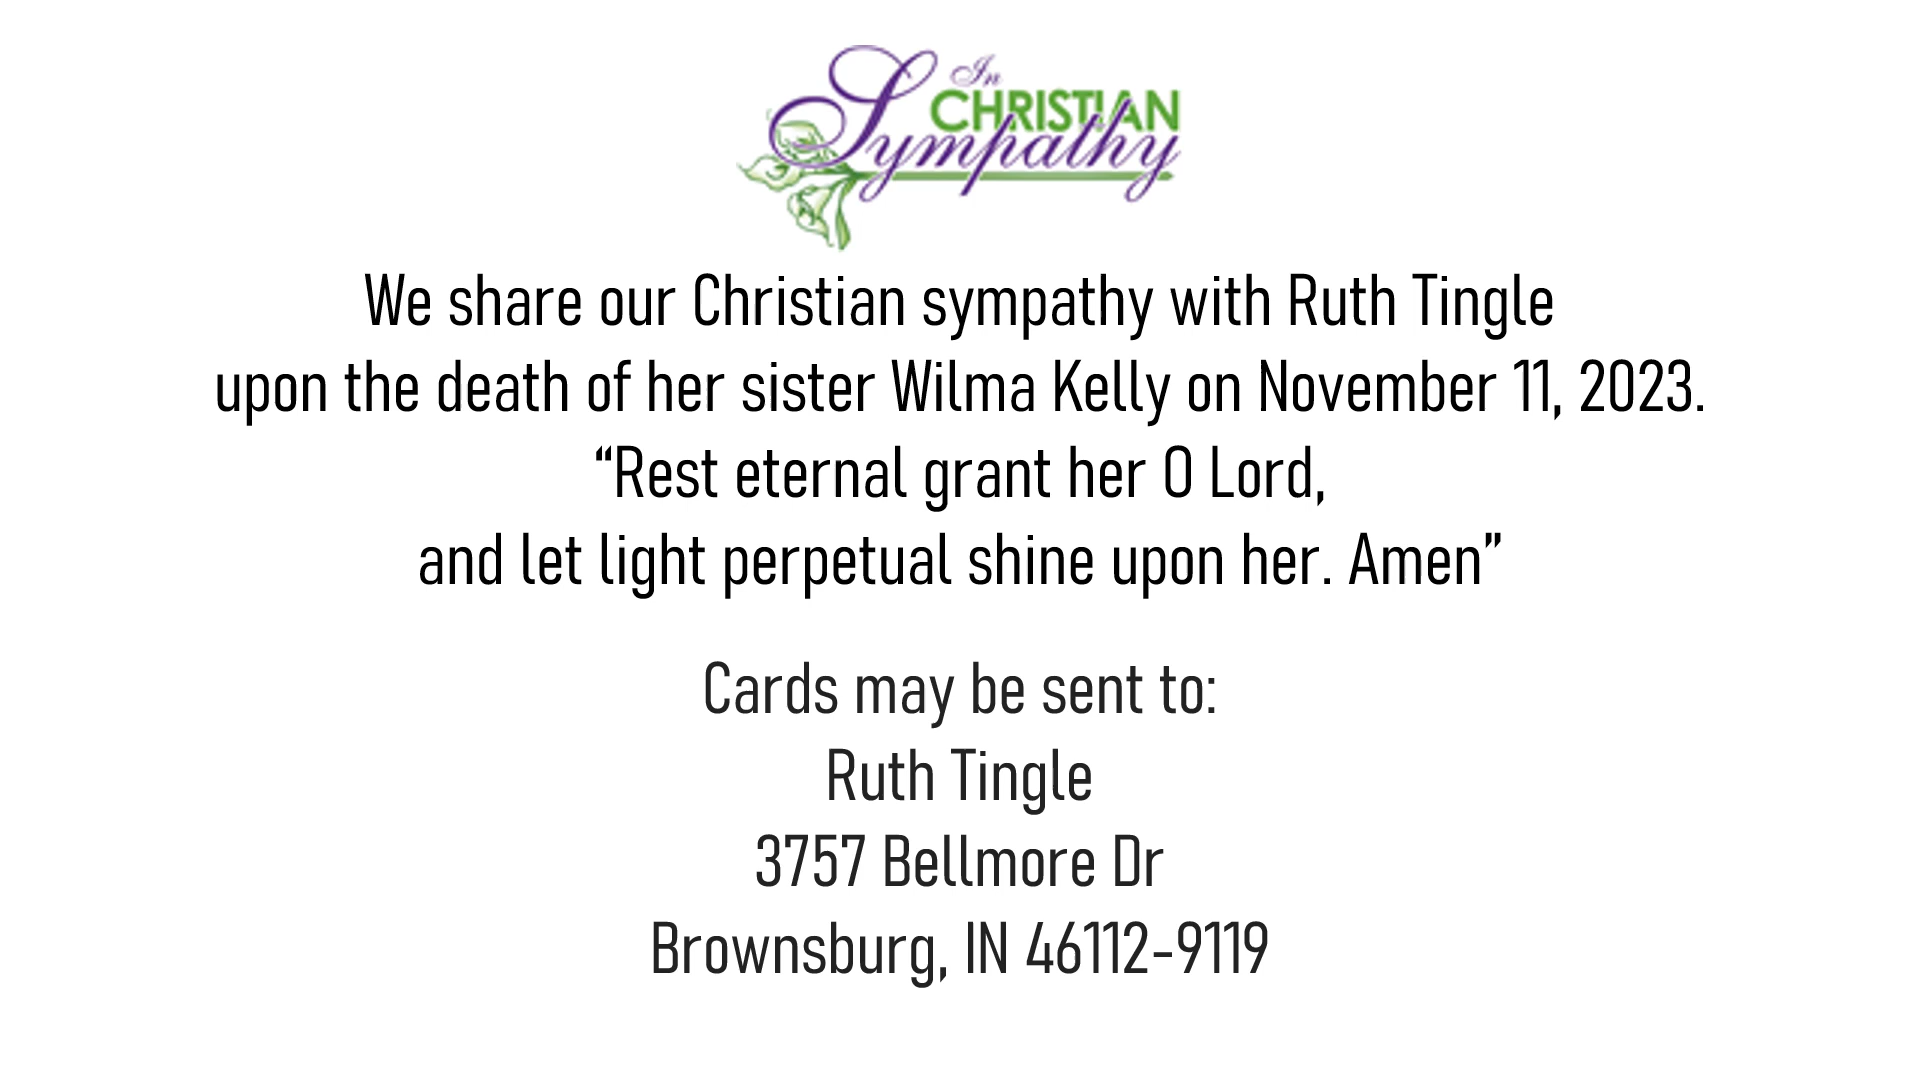 In
CHRISTIAN
Sympathy
We share our Christian sympathy with Ruth Tingle
upon the death of her sister Wilma Kelly on November 11, 2023.
“Rest eternal grant her O Lord,
and let light perpetual shine upon her. Amen”
Cards may be sent to:
Ruth Tingle
3757 Bellmore Dr
Brownsburg, IN 46112-9119